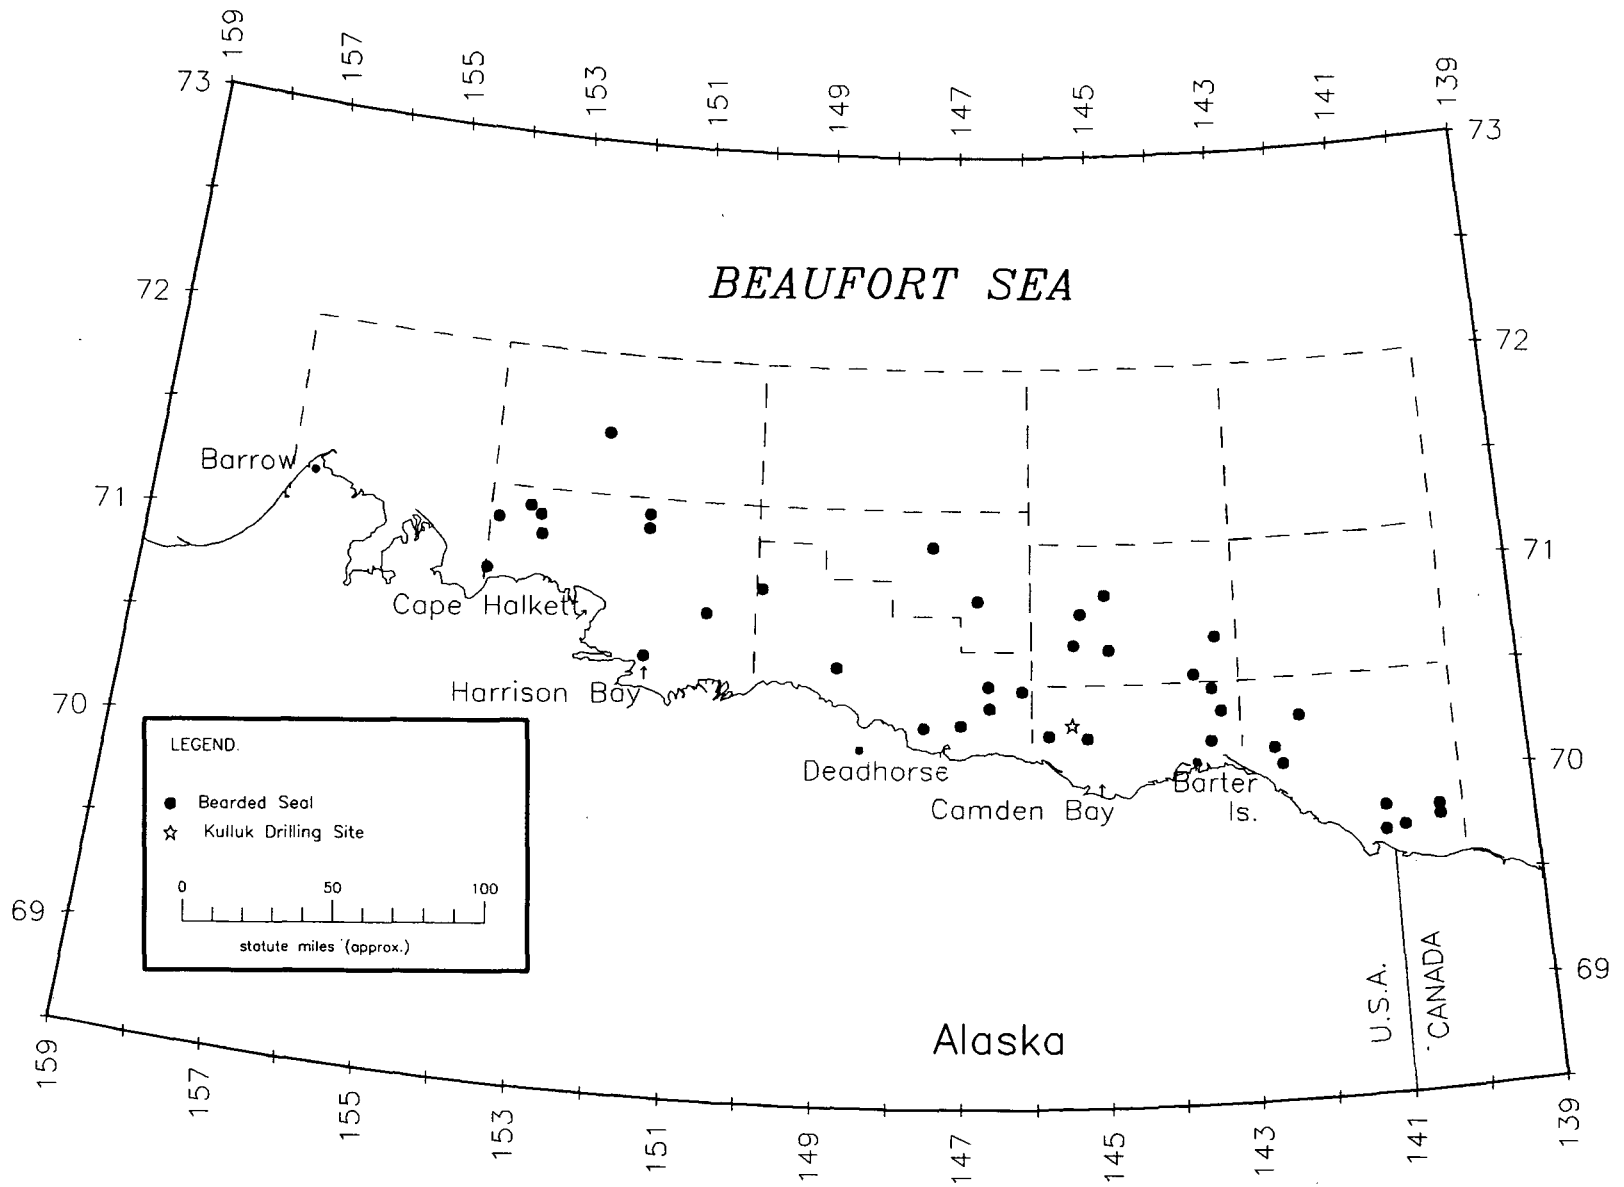 159
157
155
153
151
149
147
145
143
141
139
73
73
BEAUFORT SEA
72
72
Barrow
71
71
Cape Halkett
Harrison Bay
70
70
LEGEND.
Bearded Seal
Kulluk Drilling Site
0 50 100
statute miles (approx.)
Deadhorse
Camden Bay
Barter
Is.
69
69
U.S.A.
CANADA
Alaska
159
157
155
153
151
149
147
145
143
141
139